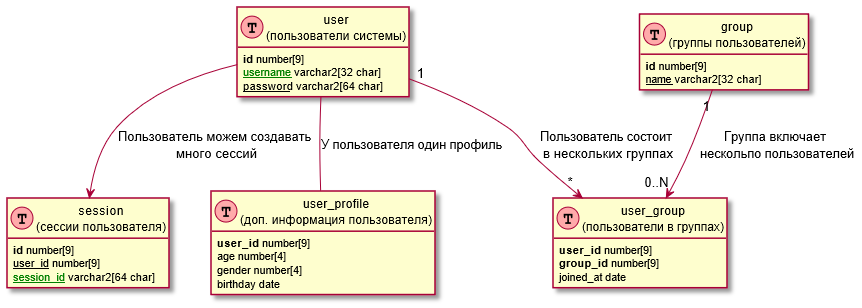 T
user
(пользователи системы)
id number[9]
username varchar2[32 char]
password varchar2[64 char]
T
group
(группы пользователей)
id number[9]
name varchar2[32 char]
1
1
Пользователь можем создавать
много сессий
У пользователя один профиль
Пользователь состоит
в нескольких группах
Группа включает
нескольпо пользователей
*
0..N
T
session
(сессии пользователя)
id number[9]
user_id number[9]
session_id varchar2[64 char]
T
user_profile
(доп. информация пользователя)
user_id number[9]
age number[4]
gender number[4]
birthday date
T
user_group
(пользователи в группах)
user_id number[9]
group_id number[9]
joined_at date